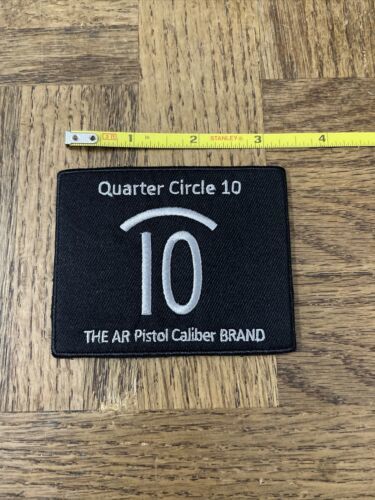 1 2 STANLEY 3 4
Quarter Circle 10
10
THE AR Pistol Caliber BRAND